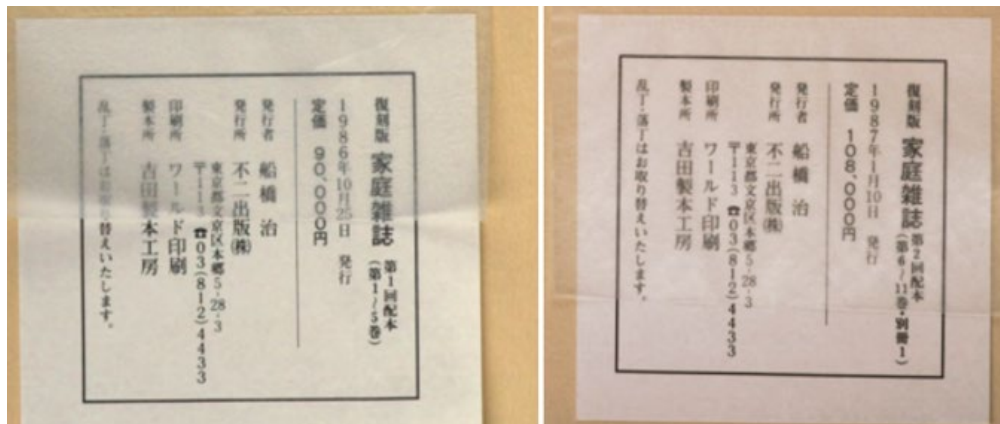 復刻版 家庭雑誌 第1回配本（第1～5巻）
1986年10月25日 発行
定価 90,000円
発行者 船橋 治
発行所 不二出版㈱
東京都文京区本郷5-28-3
〒113 ☎03(812)4433
印刷所 ワールド印刷
製本所 吉田製本工房
乱丁・落丁はお取り替えいたします。
復刻版 家庭雑誌 第2回配本（第6～11巻・別冊1）
1987年1月10日 発行
定価 108,000円
発行者 船橋 治
発行所 不二出版㈱
東京都文京区本郷5-28-3
〒113 ☎03(812)4433
印刷所 ワールド印刷
製本所 吉田製本工房
乱丁・落丁はお取り替えいたします。